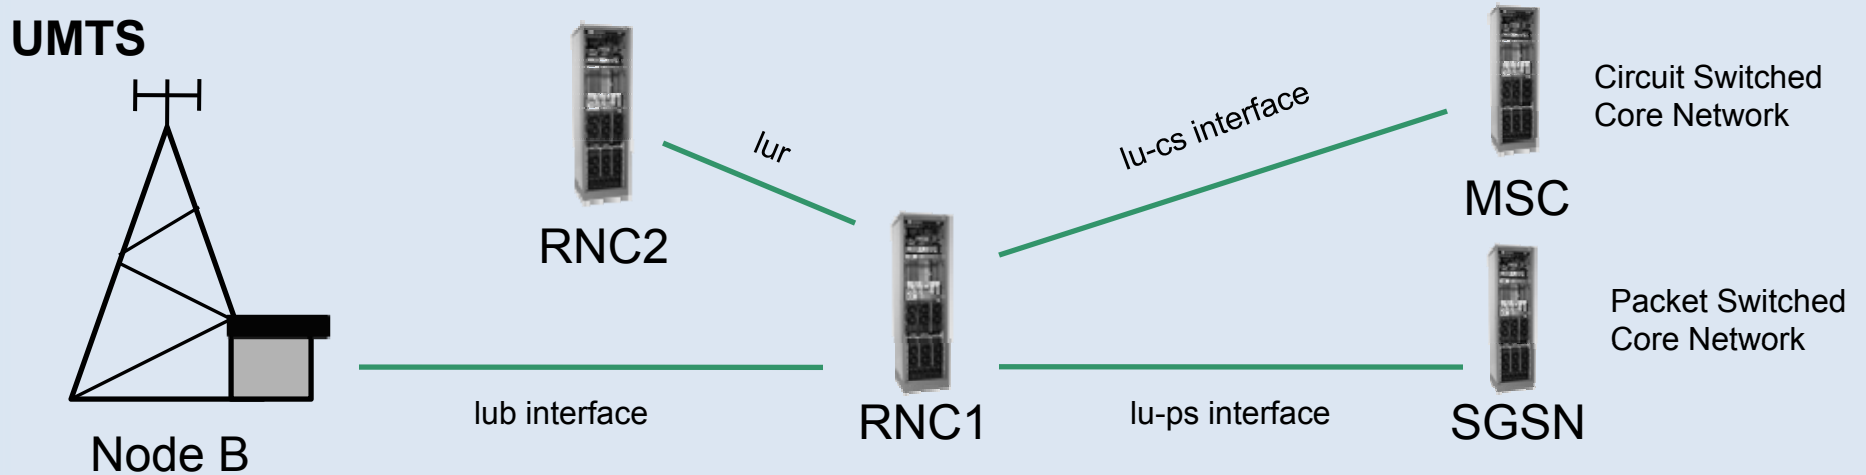 UMTS
Iur
Iu-cs interface
Circuit Switched
Core Network
MSC
RNC2
Packet Switched
Core Network
Iub interface
RNC1
Iu-ps interface
SGSN
Node B